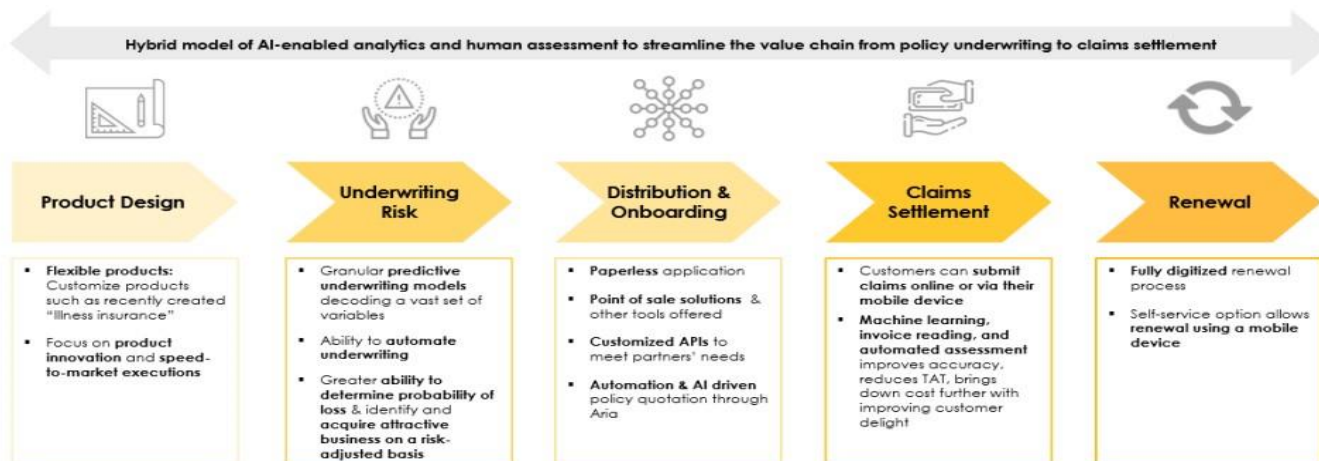 Hybrid model of AI-enabled analytics and human assessment to streamline the value chain from policy underwriting to claims settlement
Product Design
▪ Flexible products:
Customize products
such as recently created
"Illness insurance"
▪ Focus on product
innovation and speed-
to-market executions
Underwriting
Risk
▪ Granular predictive
underwriting models
decoding a vast set of
variables
▪ Ability to automate
underwriting
▪ Greater ability to
determine probability of
loss & identify and
acquire attractive
business on a risk-
adjusted basis
Distribution &
Onboarding
▪ Paperless application
▪ Point of sale solutions &
other tools offered
▪ Customized APIs to
meet partners' needs
▪ Automation & AI driven
policy quotation through
Aria
Claims
Settlement
▪ Customers can submit
claims online or via their
mobile device
▪ Machine learning,
invoice reading, and
automated assessment
improves accuracy,
reduces TAT, brings
down cost further with
improving customer
delight
Renewal
▪ Fully digitized renewal
process
▪ Self-service option allows
renewal using a mobile
device